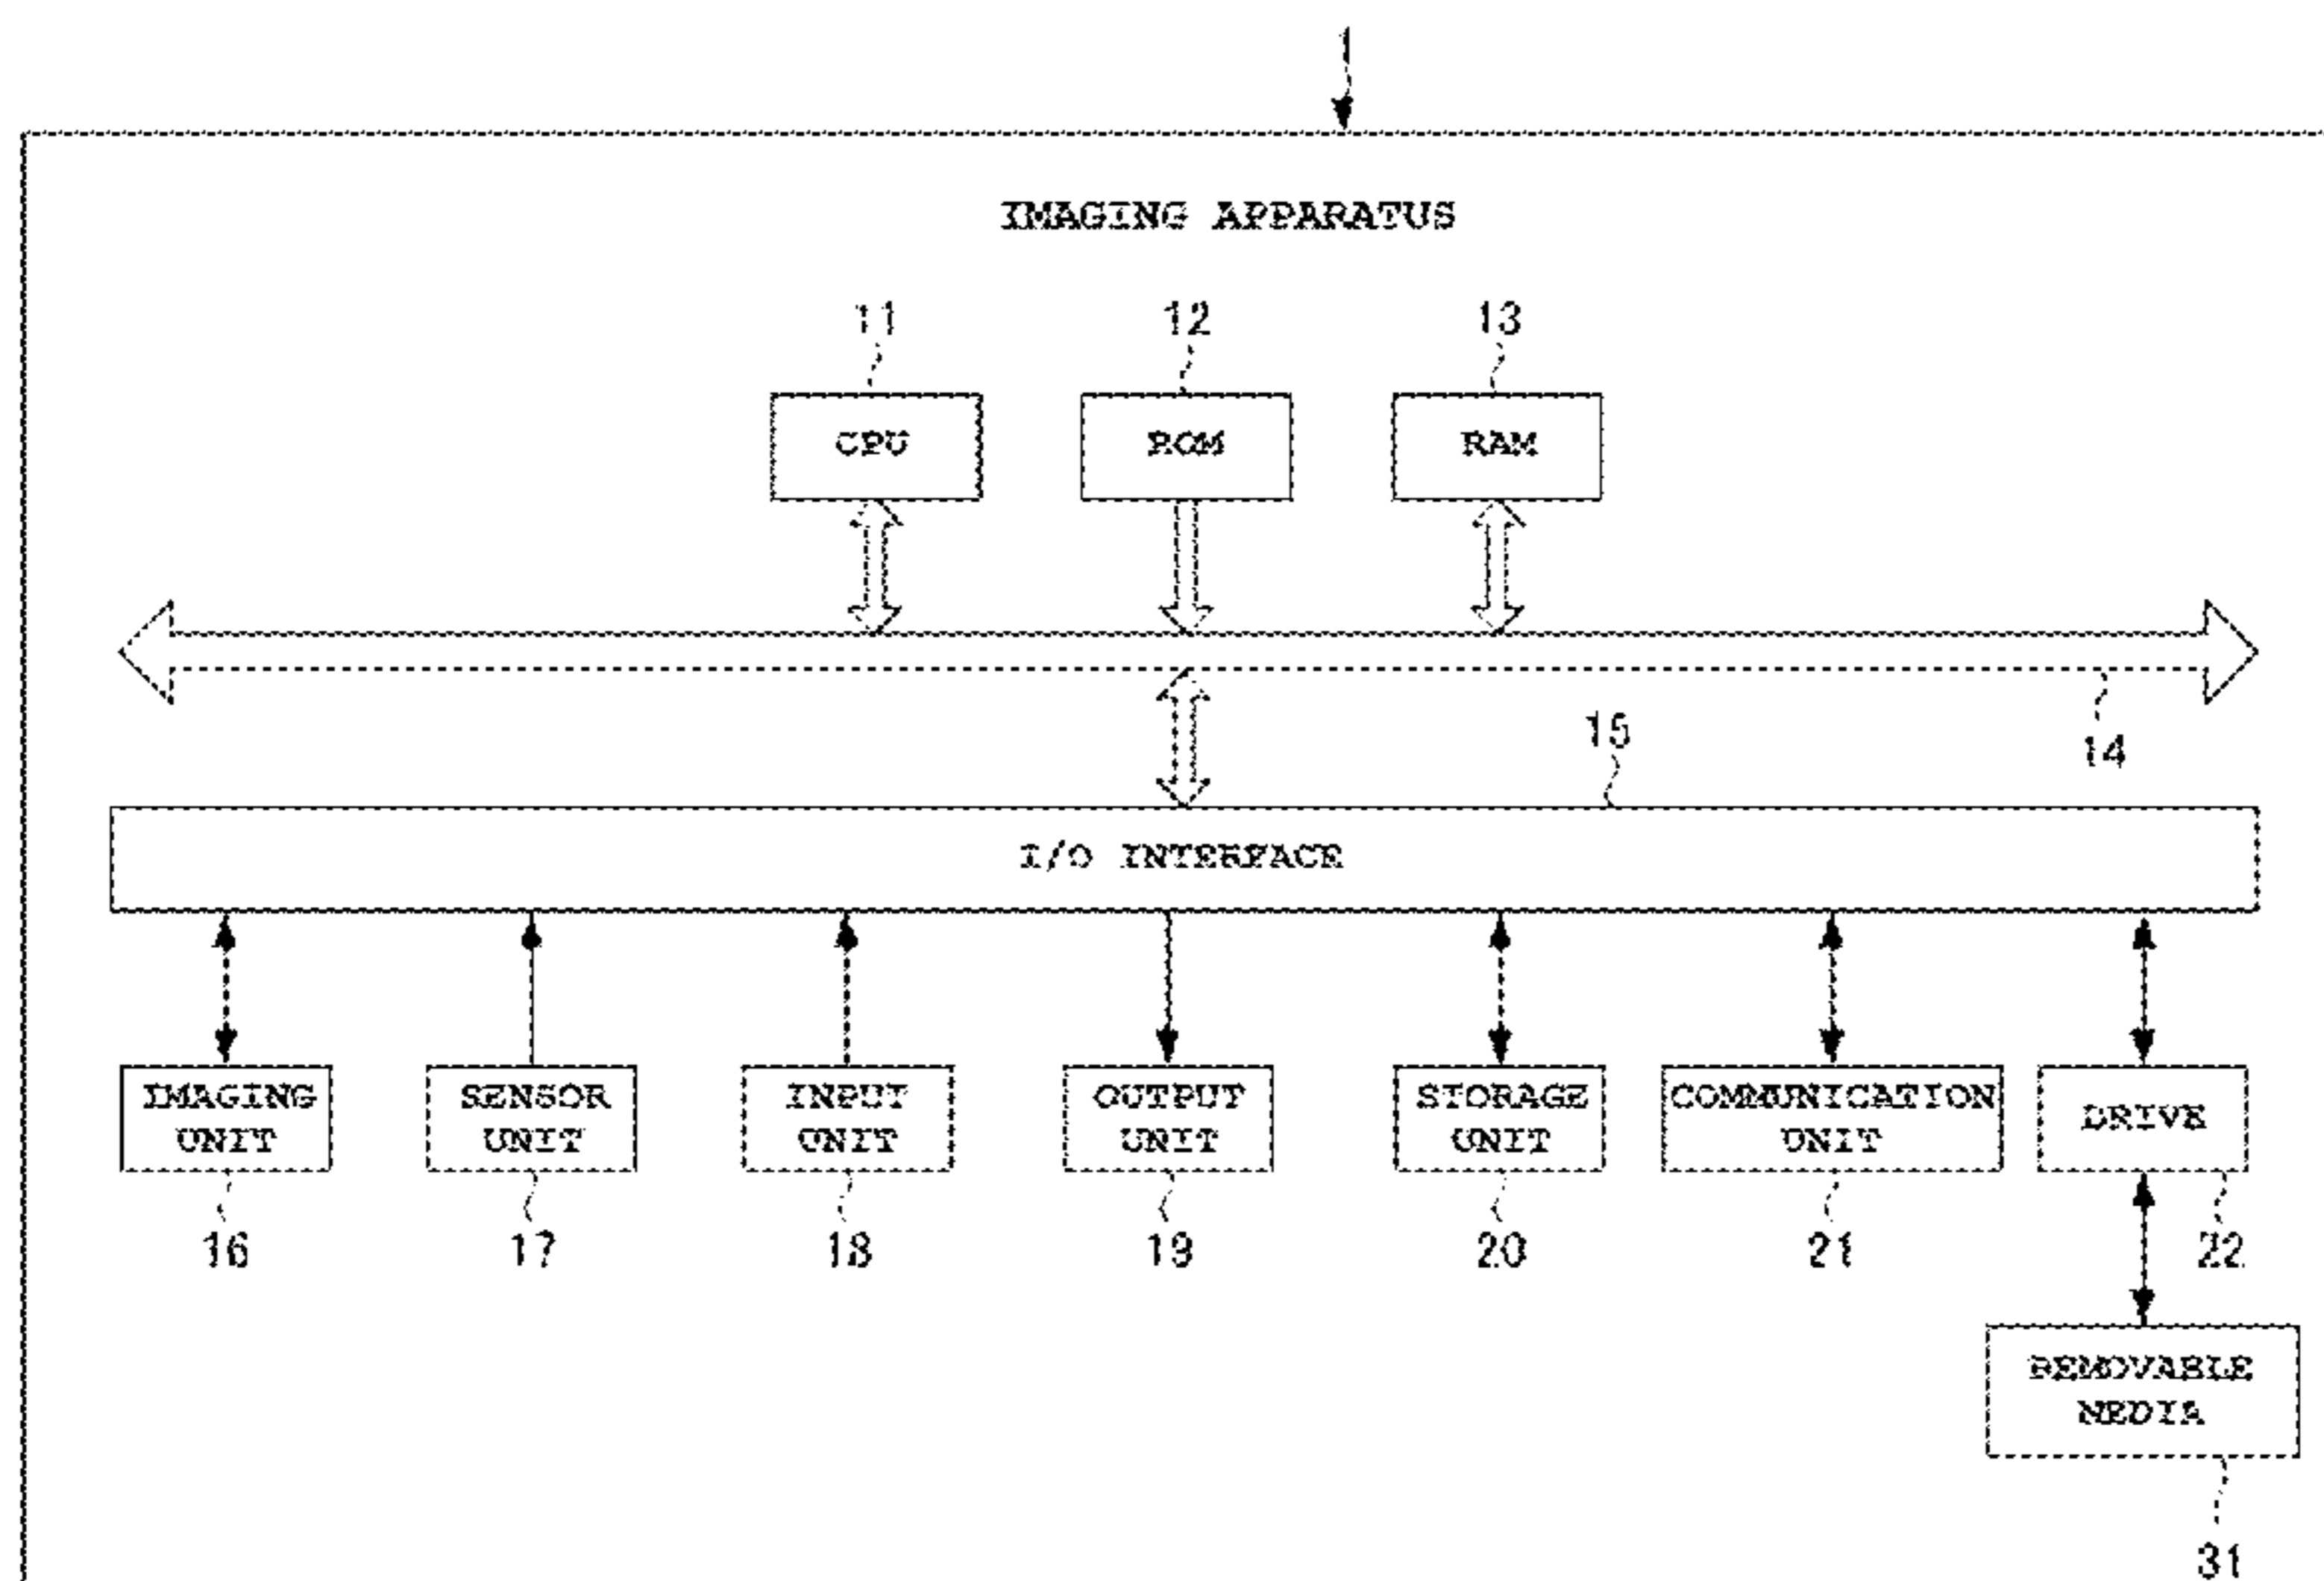 1
IMAGING APPARATUS
11 12 13
CPU ROM RAM
15
14
I/O INTERFACE
IMAGING UNIT
SENSOR UNIT
INPUT UNIT
OUTPUT UNIT
STORAGE UNIT
COMMUNICATION UNIT
DRIVE
16 17 18 19 20 21 22
REMOVABLE
MEDIA
31